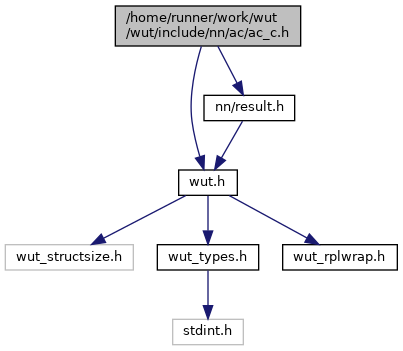 /home/runner/work/wut
/wut/include/nn/ac/ac_c.h
nn/result.h
wut.h
wut_structsize.h
wut_types.h
wut_rplwrap.h
stdint.h